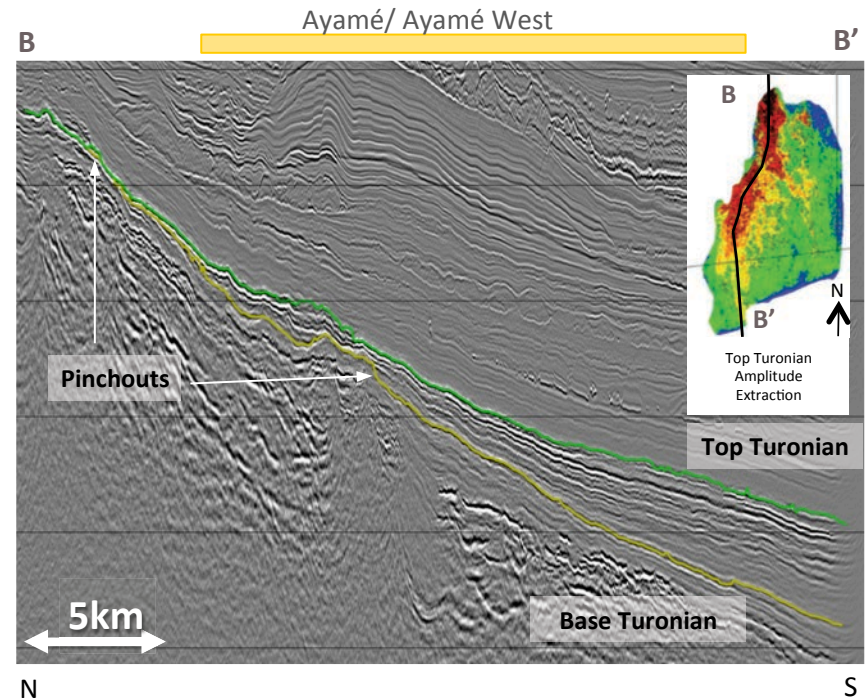 Ayamé/ Ayamé West
B
B’
B
N
B’
Top Turonian
Amplitude
Extraction
Pinchouts
Top Turonian
5km
Base Turonian
N
S